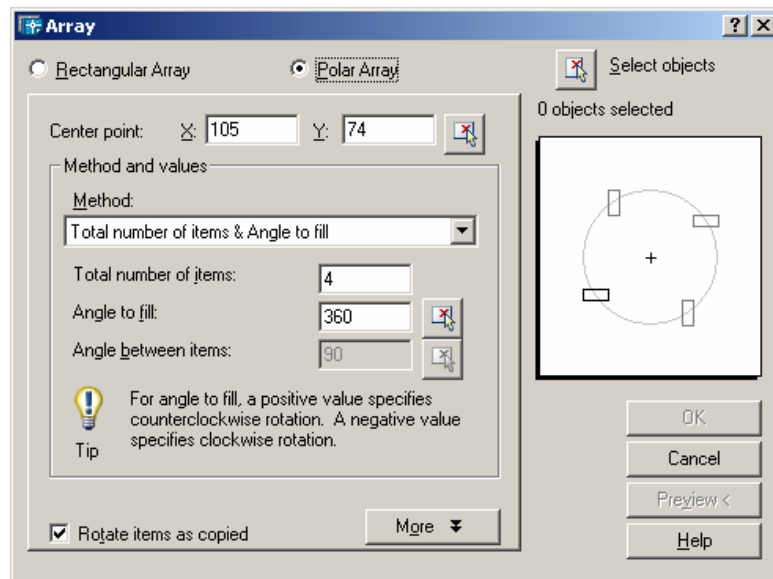 Array
Rectangular Array
Polar Array
Select objects
0 objects selected
Center point: X: 105 Y: 74
Method and values
Method:
Total number of items & Angle to fill
Total number of items: 4
Angle to fill: 360
Angle between items: 90
For angle to fill, a positive value specifies
counterclockwise rotation. A negative value
specifies clockwise rotation.
Tip
Rotate items as copied
More
OK
Cancel
Preview <
Help